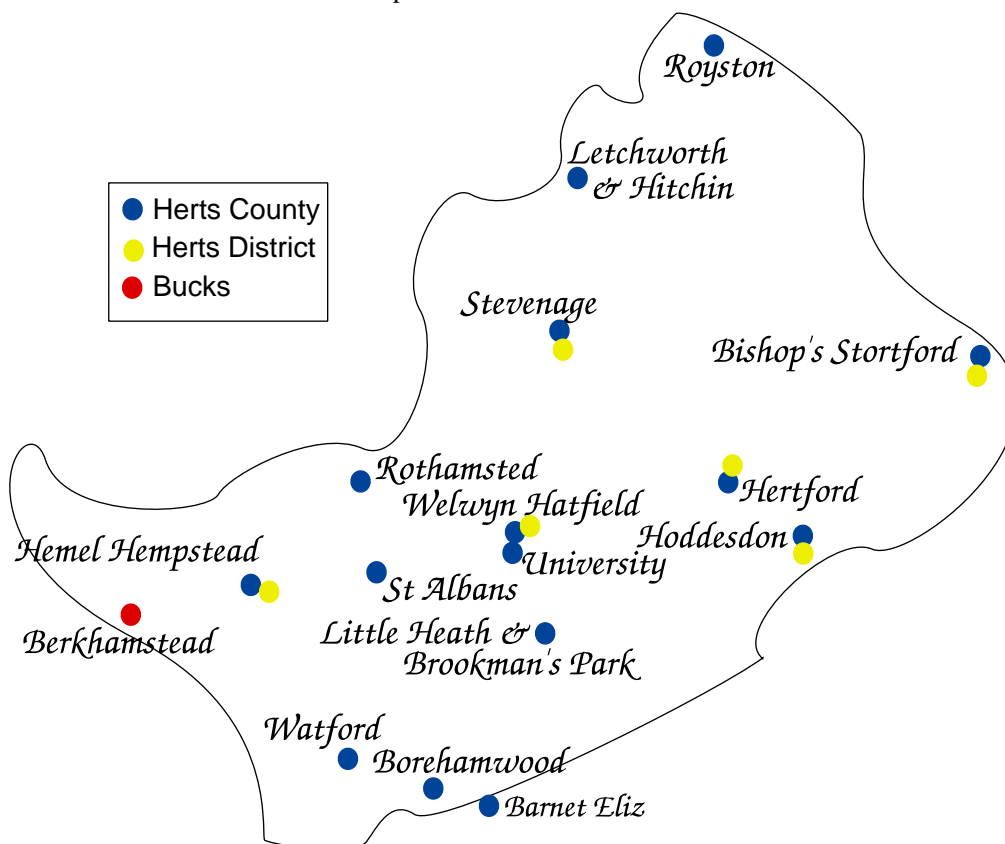 Royston
Letchworth
& Hitchin
Herts County
Herts District
Bucks
Stevenage
Bishop's Stortford
Rothamsted
Welwyn Hatfield
Hertford
Hoddesdon
Hemel Hempstead
University
St Albans
Berkhamstead
Little Heath &
Brookman's Park
Watford
Borehamwood
Barnet Eliz